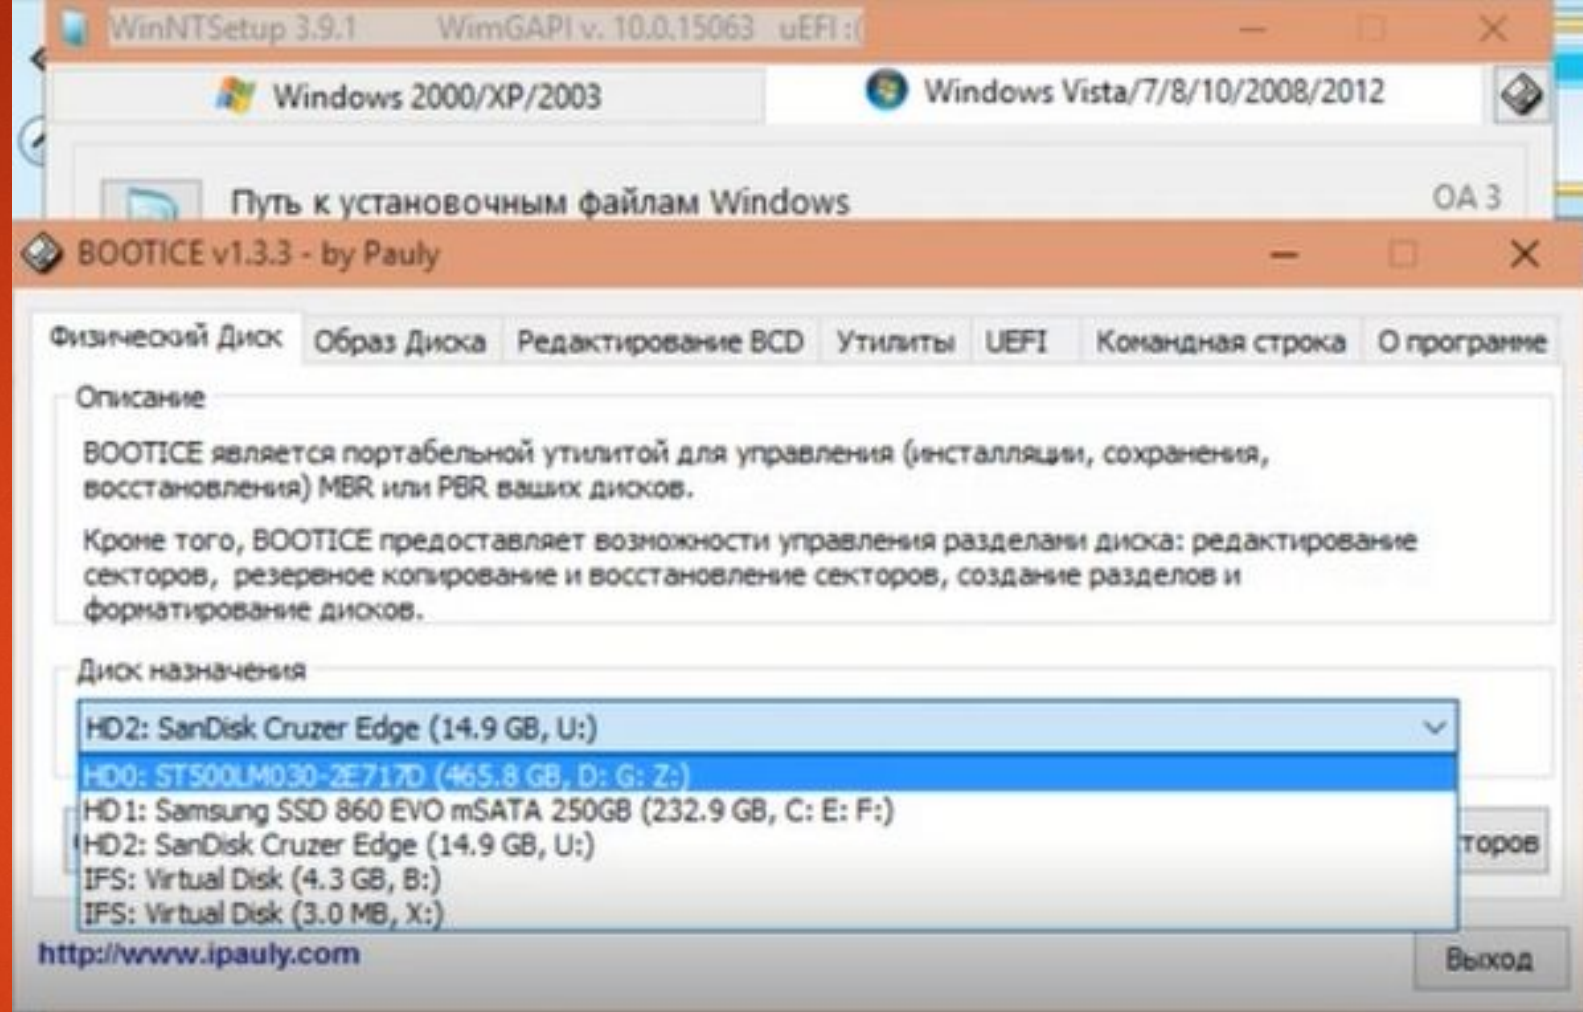 WinNTSetup 3.9.1 WimGAPI v. 10.0.15063 uEFI :(
Windows 2000/XP/2003 Windows Vista/7/8/10/2008/2012
Путь к установочным файлам Windows OA 3
BOOTICE v1.3.3 - by Pauly
Физический Диск Образ Диска Редактирование BCD Утилиты UEFI Командная строка О программе
Описание
BOOTICE является портабельной утилитой для управления (инсталляции, сохранения,
восстановления) MBR или PBR ваших дисков.
Кроме того, BOOTICE предоставляет возможности управления разделами диска: редактирование
секторов, резервное копирование и восстановление секторов, создание разделов и
форматирование дисков.
Диск назначения
HD2: SanDisk Cruzer Edge (14.9 GB, U:)
HD0: ST500LM030-2E717D (465.8 GB, D: G: Z:)
HD1: Samsung SSD 860 EVO mSATA 250GB (232.9 GB, C: E: F:)
HD2: SanDisk Cruzer Edge (14.9 GB, U:)
IFS: Virtual Disk (4.3 GB, B:)
IFS: Virtual Disk (3.0 MB, X:)
торов
http://www.ipauly.com
Выход